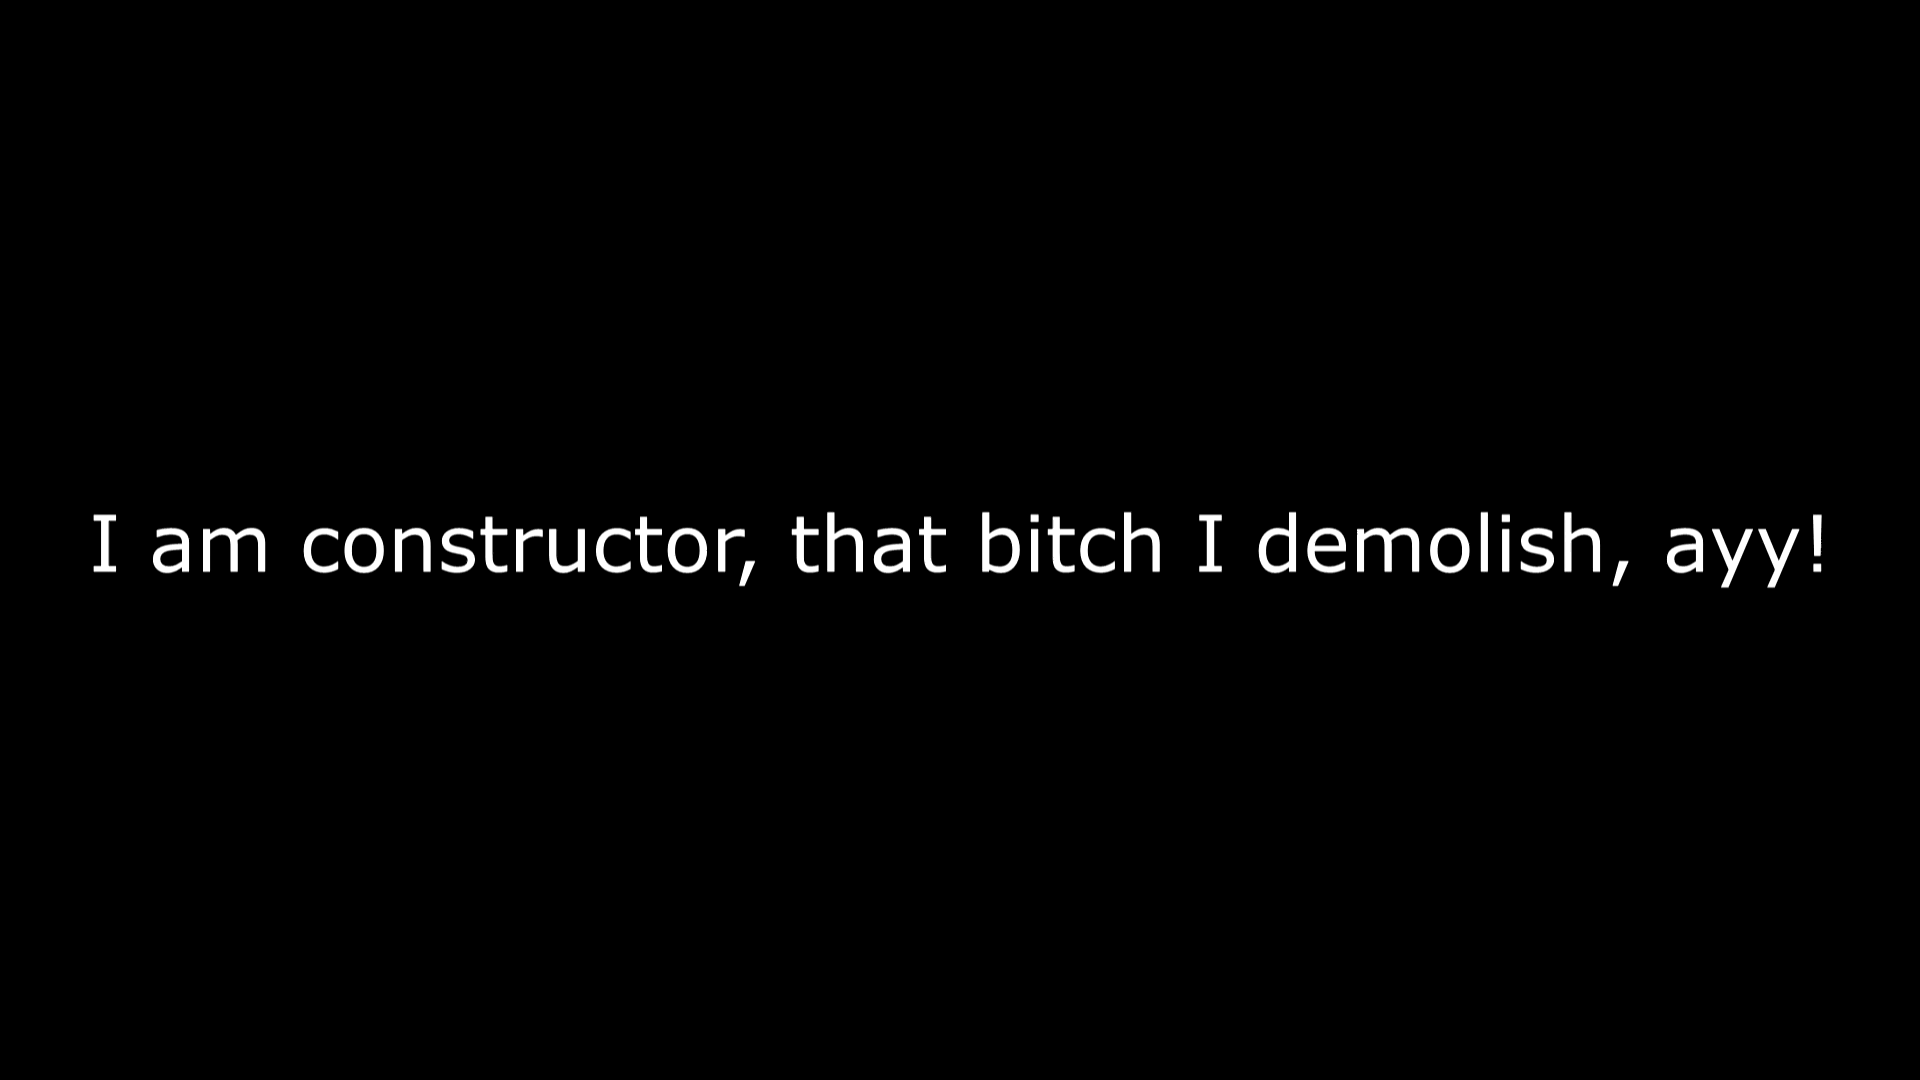 I am constructor, that bitch I demolish, ayy!